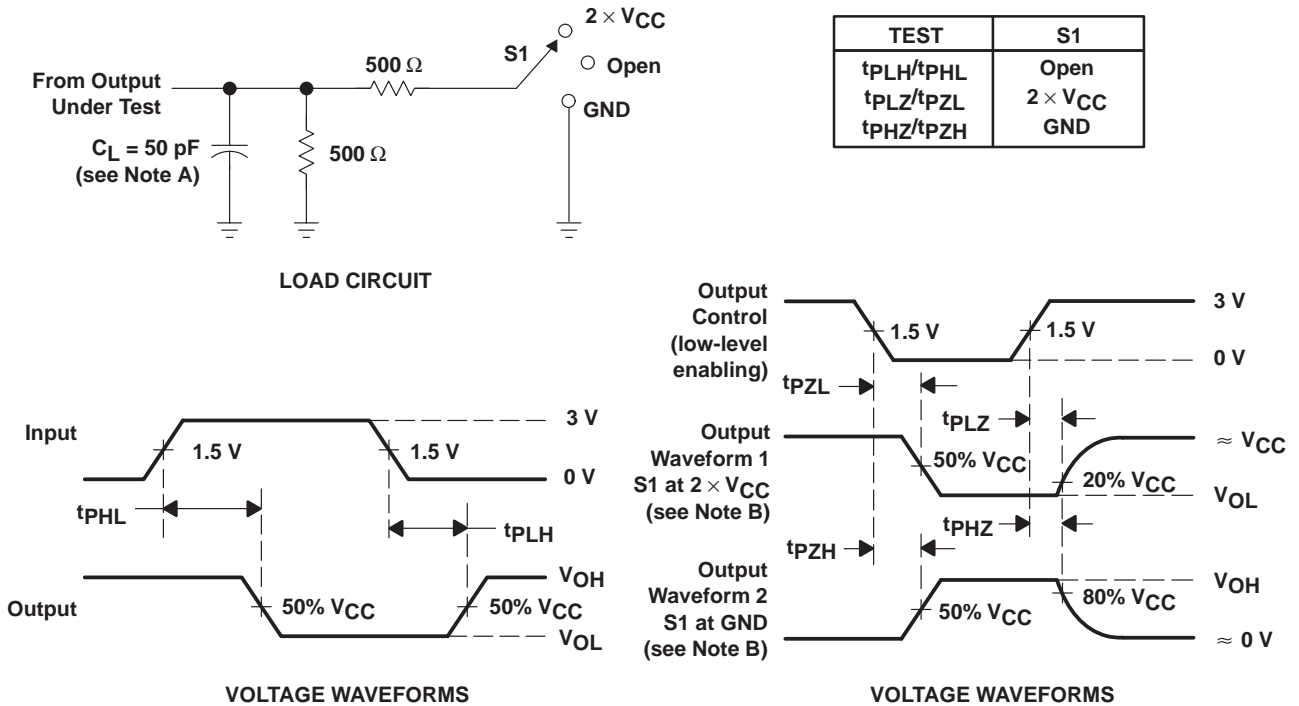 2 × VCC
S1
Open
GND
500 Ω
From Output
Under Test
CL = 50 pF
(see Note A)
500 Ω
LOAD CIRCUIT
TEST S1
tPLH/tPHL Open
tPLZ/tPZL 2 × VCC
tPHZ/tPZH GND
Input
3 V
1.5 V
1.5 V
0 V
tPHL
tPLH
Output
VOH
50% VCC
50% VCC
VOL
VOLTAGE WAVEFORMS
Output
Control
(low-level
enabling)
3 V
1.5 V
1.5 V
0 V
tPZL
tPLZ
Output
Waveform 1
S1 at 2 × VCC
(see Note B)
≈ VCC
50% VCC
20% VCC
VOL
tPHZ
tPZH
Output
Waveform 2
S1 at GND
(see Note B)
VOH
50% VCC
80% VCC
≈ 0 V
VOLTAGE WAVEFORMS